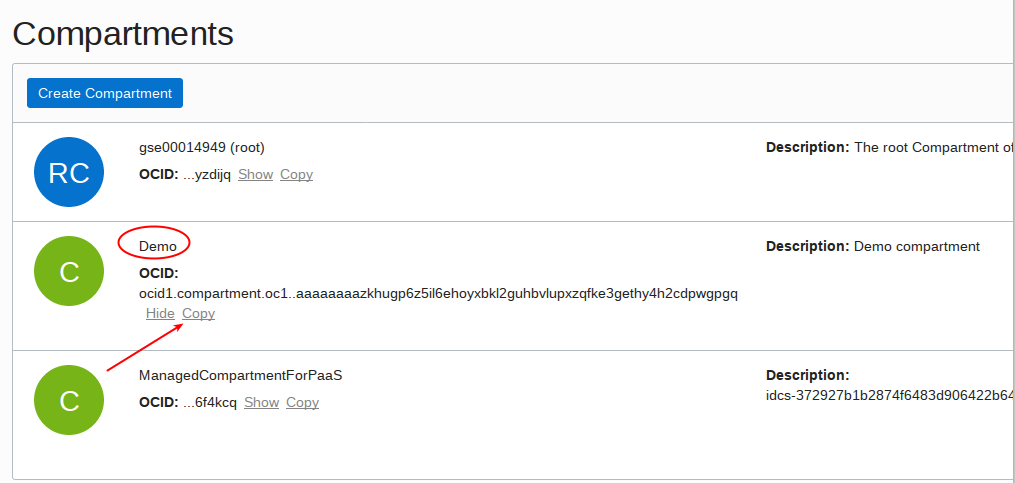 Compartments
Create Compartment
RC
gse00014949 (root)
OCID: ...yzdijq Show Copy
Description: The root Compartment of
C
Demo
OCID:
ocid1.compartment.oc1..aaaaaaaazkhugp6z5il6ehoyxbkl2guhbvlupxzqfke3gethy4h2cdpwgpgq
Hide Copy
Description: Demo compartment
C
ManagedCompartmentForPaaS
OCID: ...6f4kcq Show Copy
Description:
idcs-372927b1b2874f6483d906422b64